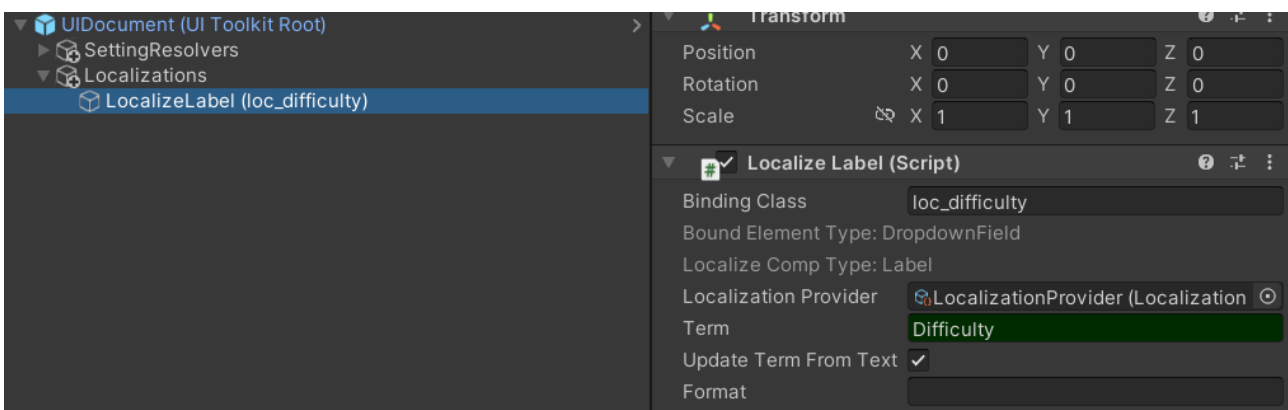 UIDocument (UI Toolkit Root)
SettingResolvers
Localizations
LocalizeLabel (loc_difficulty)
Transform
Position X 0 Y 0 Z 0
Rotation X 0 Y 0 Z 0
Scale X 1 Y 1 Z 1
# Localize Label (Script)
Binding Class loc_difficulty
Bound Element Type: DropdownField
Localize Comp Type: Label
Localization Provider LocalizationProvider (Localization
Term Difficulty
Update Term From Text
Format